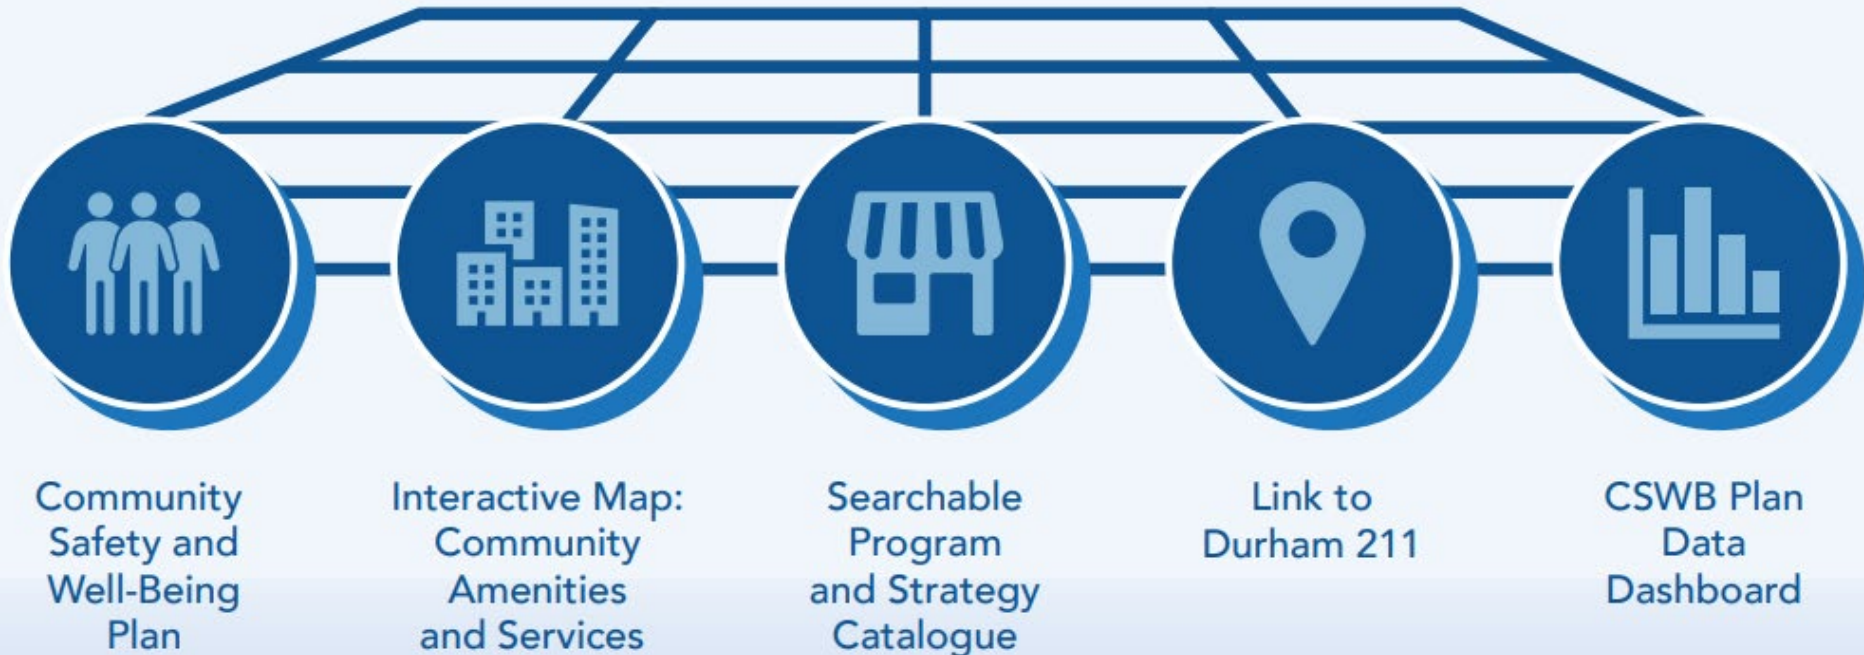 Community
Safety and
Well-Being
Plan
Interactive Map:
Community
Amenities
and Services
Searchable
Program
and Strategy
Catalogue
Link to
Durham 211
CSWB Plan
Data
Dashboard